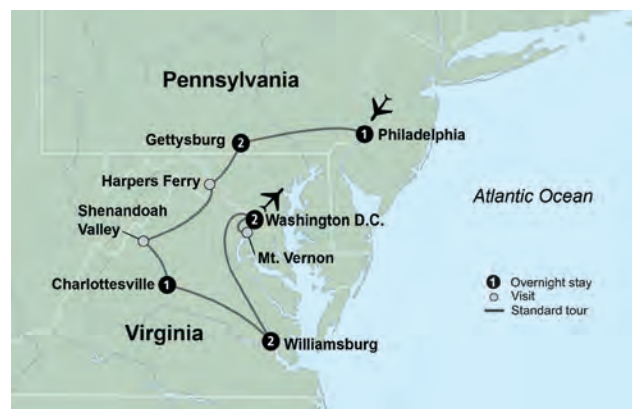 Pennsylvania
Gettysburg
2
1
Philadelphia
Harpers Ferry
Atlantic Ocean
2
Washington D.C.
Shenandoah
Valley
Mt. Vernon
Charlottesville
1
1 Overnight stay
Visit
Standard tour
Virginia
2
Williamsburg